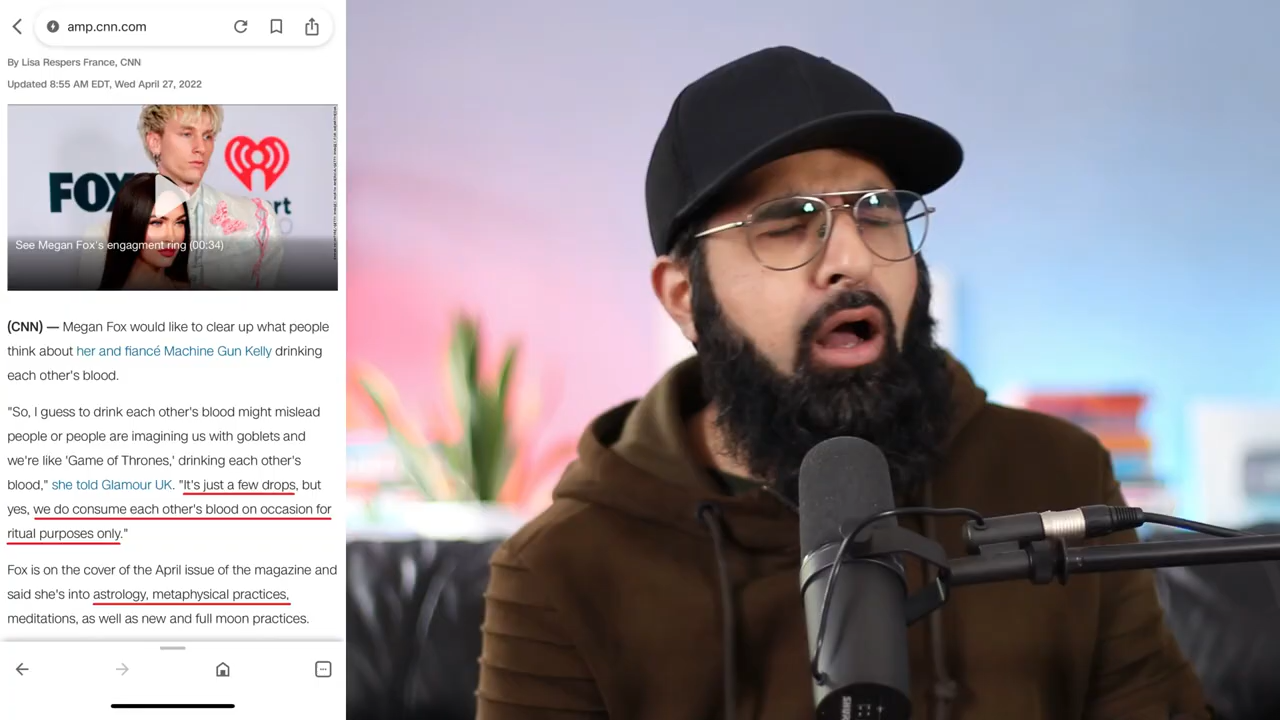 amp.cnn.com
By Lisa Respers France, CNN
Updated 8:55 AM EDT, Wed April 27, 2022
FOX
rt
See Megan Fox's engagment ring (00:34)
(CNN) — Megan Fox would like to clear up what people
think about her and fiancé Machine Gun Kelly drinking
each other's blood.
"So, I guess to drink each other's blood might mislead
people or people are imagining us with goblets and
we're like 'Game of Thrones,' drinking each other's
blood," she told Glamour UK. "It's just a few drops, but
yes, we do consume each other's blood on occasion for
ritual purposes only."
Fox is on the cover of the April issue of the magazine and
said she's into astrology, metaphysical practices,
meditations, as well as new and full moon practices.
SHURE